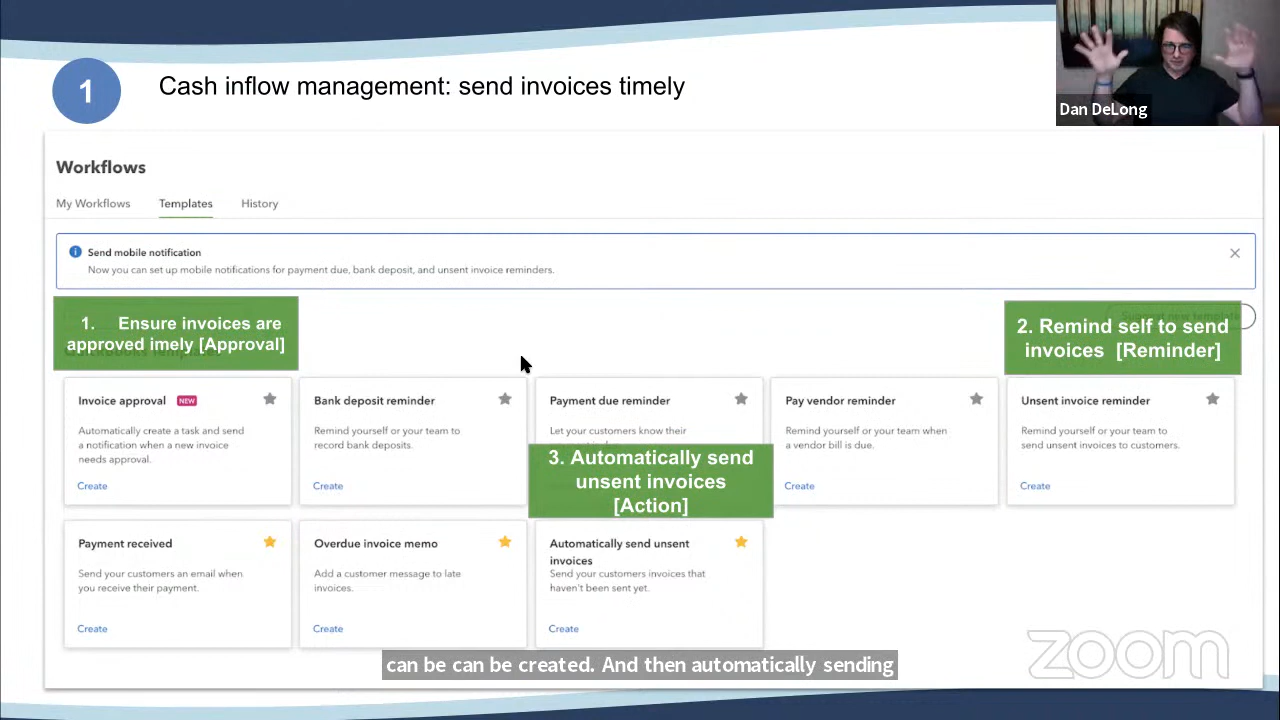 1
Cash inflow management: send invoices timely
Dan DeLong
Workflows
My Workflows
Templates
History
Send mobile notification
Now you can set up mobile notifications for payment due, bank deposit, and unsent invoice reminders.
1. Ensure invoices are
approved imely [Approval]
2. Remind self to send
invoices [Reminder]
Invoice approval NEW
Automatically create a task and send
a notification when a new invoice
needs approval.
Create
Bank deposit reminder
Remind yourself or your team to
record bank deposits.
Create
Payment due reminder
Let your customers know their
3. Automatically send
unsent invoices
[Action]
Pay vendor reminder
Remind yourself or your team when
a vendor bill is due.
Create
Unsent invoice reminder
Remind yourself or your team to
send unsent invoices to customers.
Create
Payment received
Send your customers an email when
you receive their payment.
Create
Overdue invoice memo
Add a customer message to late
invoices.
Create
Automatically send unsent
invoices
Send your customers invoices that
haven't been sent yet.
Create
can be can be created. And then automatically sending
zoom